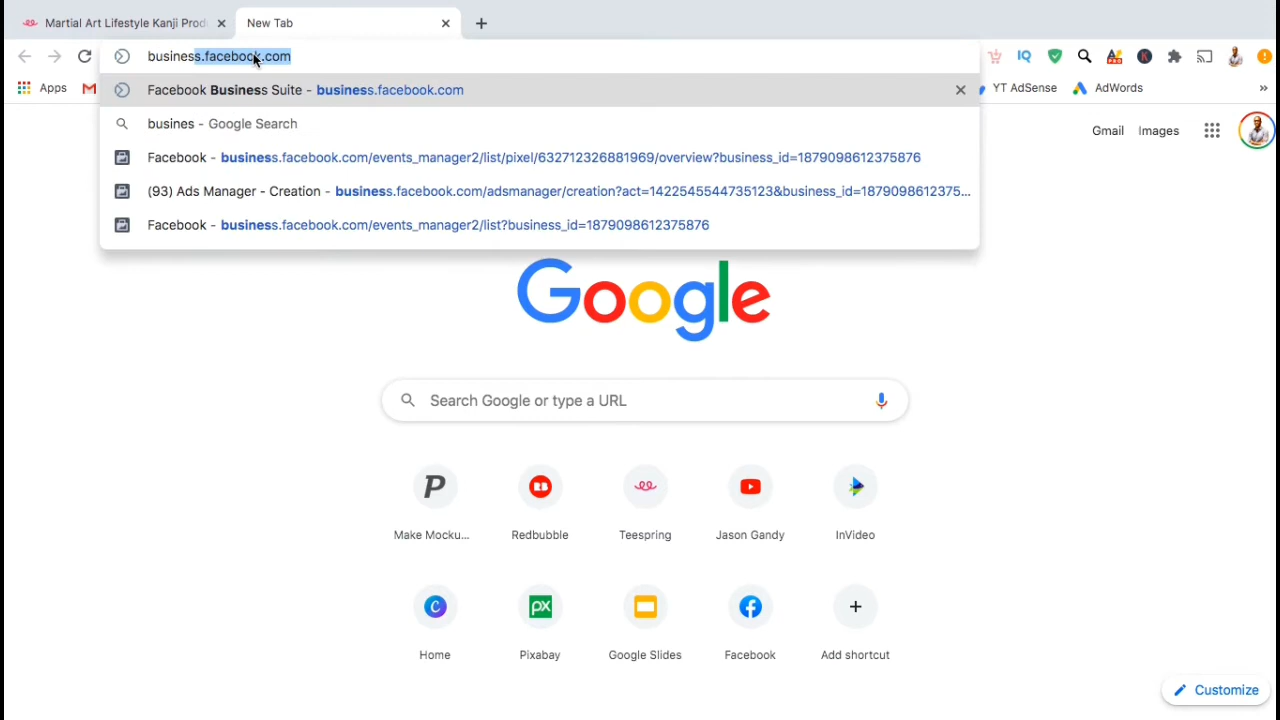 Martial Art Lifestyle Kanji Prod
New Tab
business.facebook.com
Facebook Business Suite - business.facebook.com
busines - Google Search
Facebook - business.facebook.com/events_manager2/list/pixel/632712326881969/overview?business_id=1879098612375876
(93) Ads Manager - Creation - business.facebook.com/adsmanager/creation?act=1422545544735123&business_id=1879098612375...
Facebook - business.facebook.com/events_manager2/list?business_id=1879098612375876
Apps
YT AdSense
AdWords
»
Gmail
Images
Google
Search Google or type a URL
Make Mocku...
Redbubble
Teespring
Jason Gandy
InVideo
Home
Pixabay
Google Slides
Facebook
Add shortcut
Customize